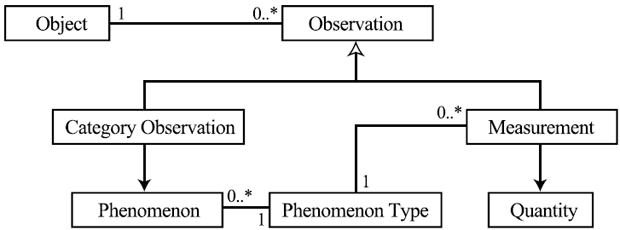 Object
1
0..*
Observation
Category Observation
0..*
Measurement
Phenomenon
0..*
1
1
Phenomenon Type
Quantity